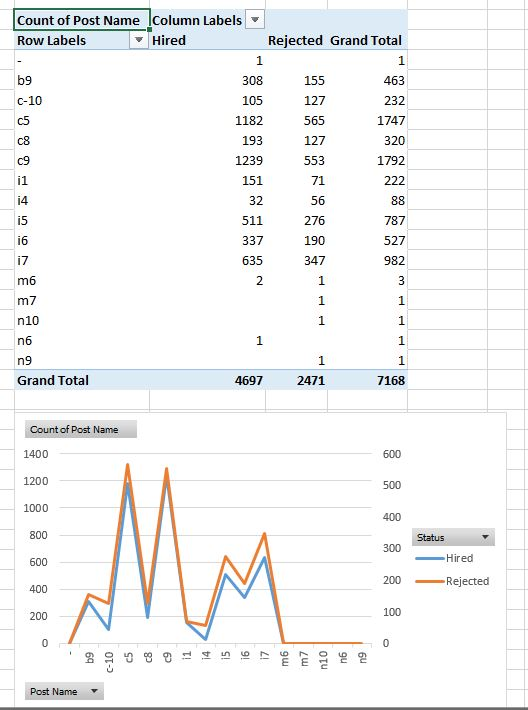 Count of Post Name Column Labels
Row Labels Hired Rejected Grand Total
- 1 1
b9 308 155 463
c-10 105 127 232
c5 1182 565 1747
c8 193 127 320
c9 1239 553 1792
i1 151 71 222
i4 32 56 88
i5 511 276 787
i6 337 190 527
i7 635 347 982
m6 2 1 3
m7 1 1
n10 1 1
n6 1 1
n9 1 1
Grand Total 4697 2471 7168
Count of Post Name
1400 600
1200 500
1000 400
800 300
600 200
400 100
200 0
0
Status
Hired
Rejected
- b9 c-10 c5 c8 c9 i1 i4 i5 i6 i7 m6 m7 n10 n6 n9
Post Name